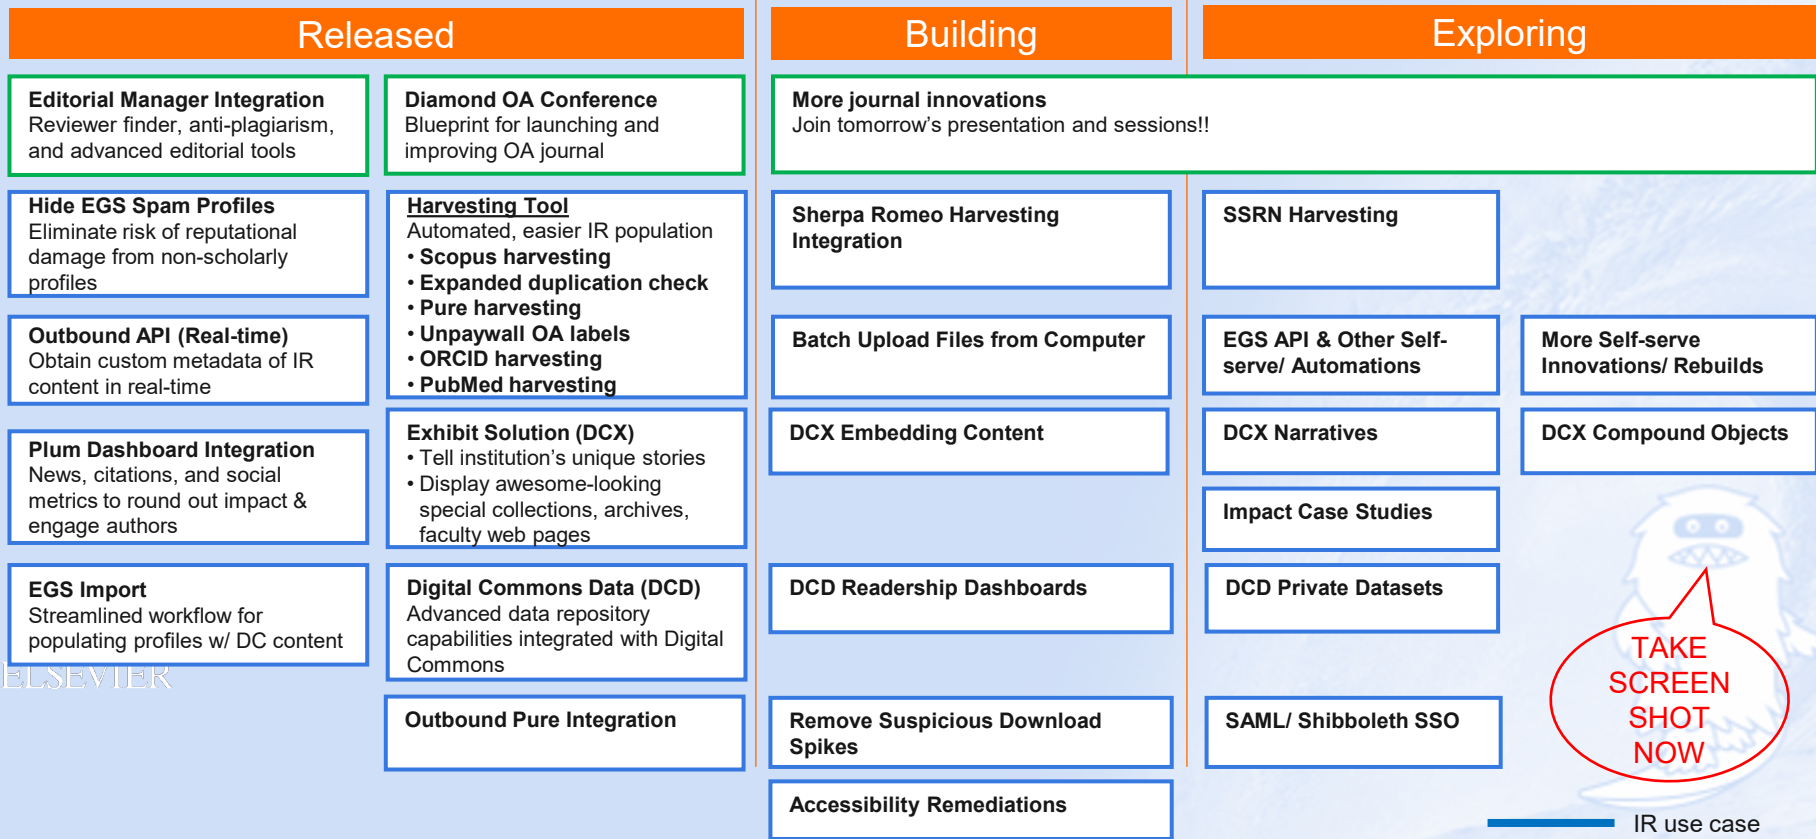 Released
Building
Exploring
Editorial Manager Integration
Reviewer finder, anti-plagiarism,
and advanced editorial tools
Diamond OA Conference
Blueprint for launching and
improving OA journal
More journal innovations
Join tomorrow's presentation and sessions!!
Hide EGS Spam Profiles
Eliminate risk of reputational
damage from non-scholarly
profiles
Harvesting Tool
Automated, easier IR population
• Scopus harvesting
• Expanded duplication check
• Pure harvesting
• Unpaywall OA labels
• ORCID harvesting
• PubMed harvesting
Sherpa Romeo Harvesting
Integration
SSRN Harvesting
Outbound API (Real-time)
Obtain custom metadata of IR
content in real-time
Batch Upload Files from Computer
EGS API & Other Self-
serve/ Automations
More Self-serve
Innovations/ Rebuilds
Plum Dashboard Integration
News, citations, and social
metrics to round out impact &
engage authors
Exhibit Solution (DCX)
• Tell institution's unique stories
• Display awesome-looking
special collections, archives,
faculty web pages
DCX Embedding Content
DCX Narratives
DCX Compound Objects
Impact Case Studies
EGS Import
Streamlined workflow for
populating profiles w/ DC content
Digital Commons Data (DCD)
Advanced data repository
capabilities integrated with Digital
Commons
DCD Readership Dashboards
DCD Private Datasets
TAKE
SCREEN
SHOT
NOW
ELSEVIER
Outbound Pure Integration
Remove Suspicious Download
Spikes
SAML/ Shibboleth SSO
Accessibility Remediations
IR use case